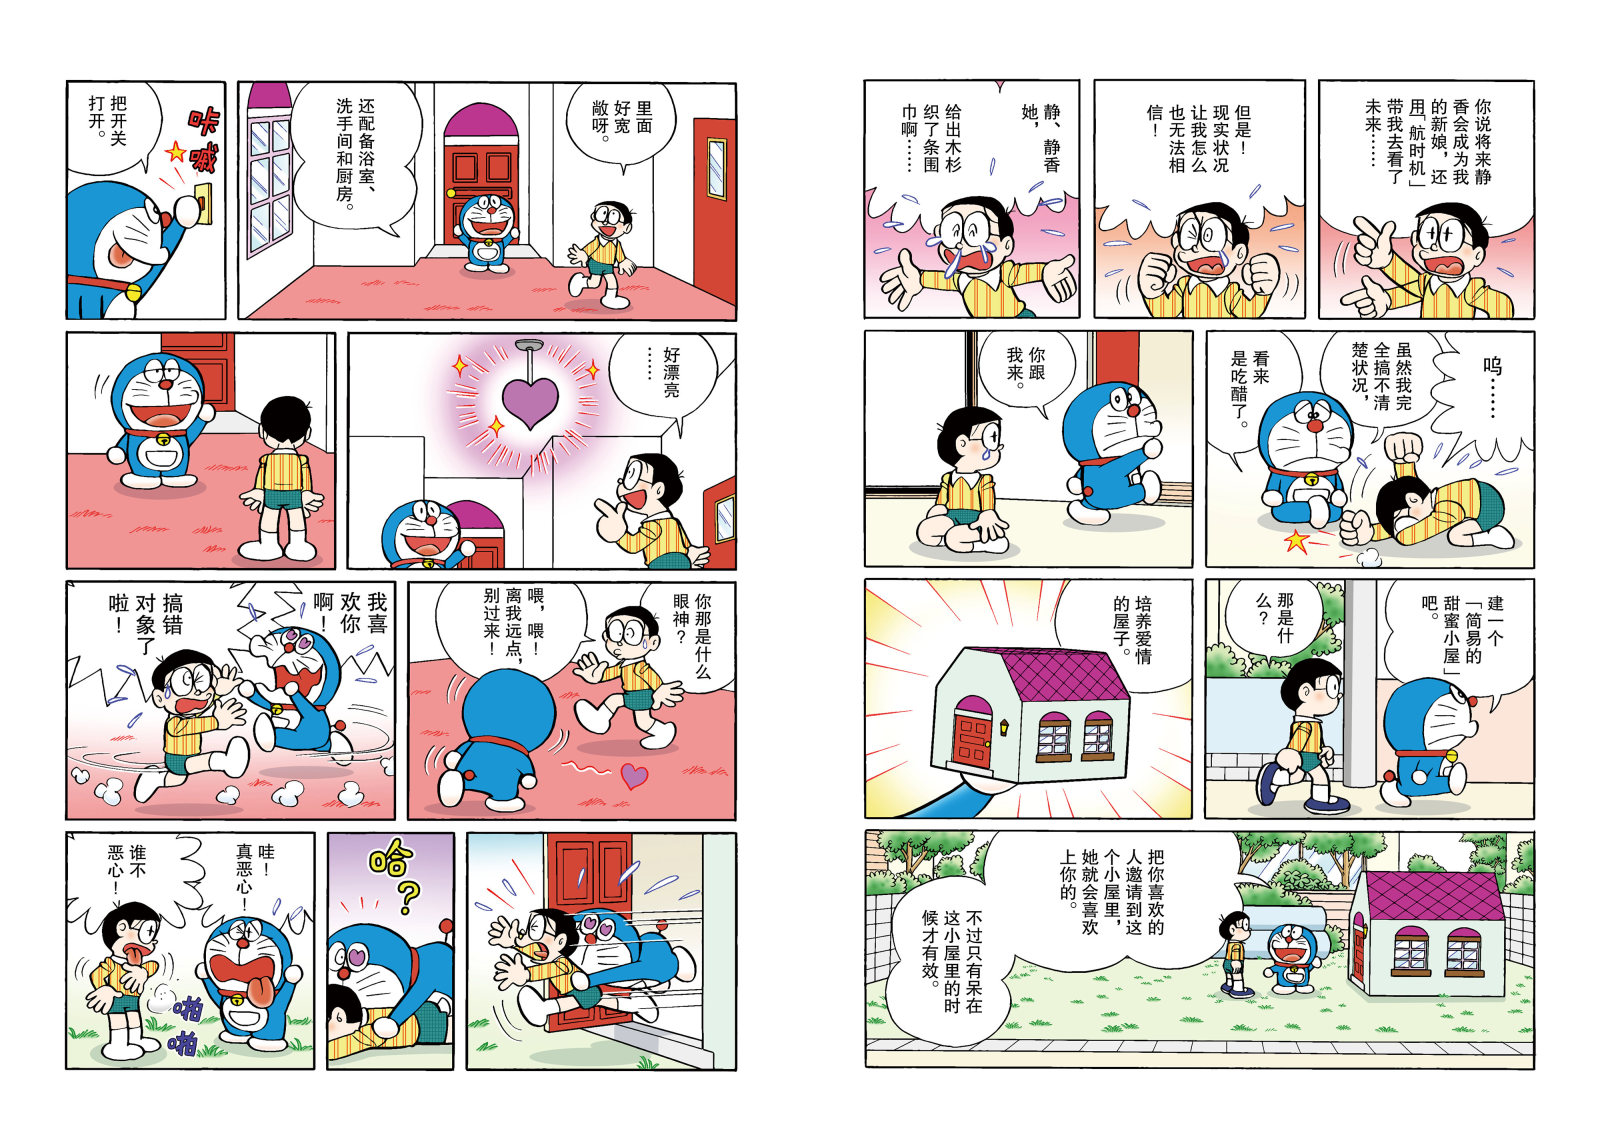 你说将来静
香会成为我
的新娘，还
用「航时机」
带我去看了
未来……
但是！
现实状况
让我怎么
也无法相
信！
静、静香
她，
给出木杉
织了条围
巾啊……
呜……
虽然我完
全搞不清
楚状况，
看来
是吃醋了。
你跟
我来。
建一个
「简易的
甜蜜小屋」
吧。
那是什
么？
培养爱情
的屋子。
把你喜欢的
人邀请到这
个小屋里，
她就会喜欢
上你的。
不过只有呆在
这小屋里的时
候才有效。
里面
好宽
敞呀。
还配备浴室、
洗手间和厨房。
把开关
打开。
咔
嚓
好漂亮
……
你那是什么
眼神？
喂，喂！
离我远点，
别过来！
我喜
欢你
啊！
搞错
对象了
啦！
哈？
哇！
真恶心！
谁不
恶心！
啪
啪